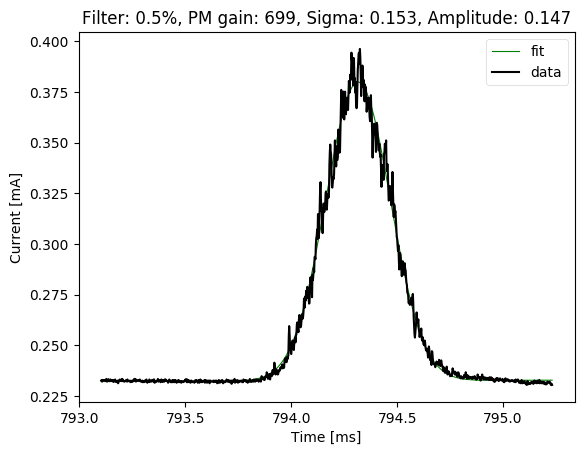 Filter: 0.5%, PM gain: 699, Sigma: 0.153, Amplitude: 0.147
fit
data
0.400
0.375
0.350
0.325
0.300
0.275
0.250
0.225
Current [mA]
793.0 793.5 794.0 794.5 795.0
Time [ms]